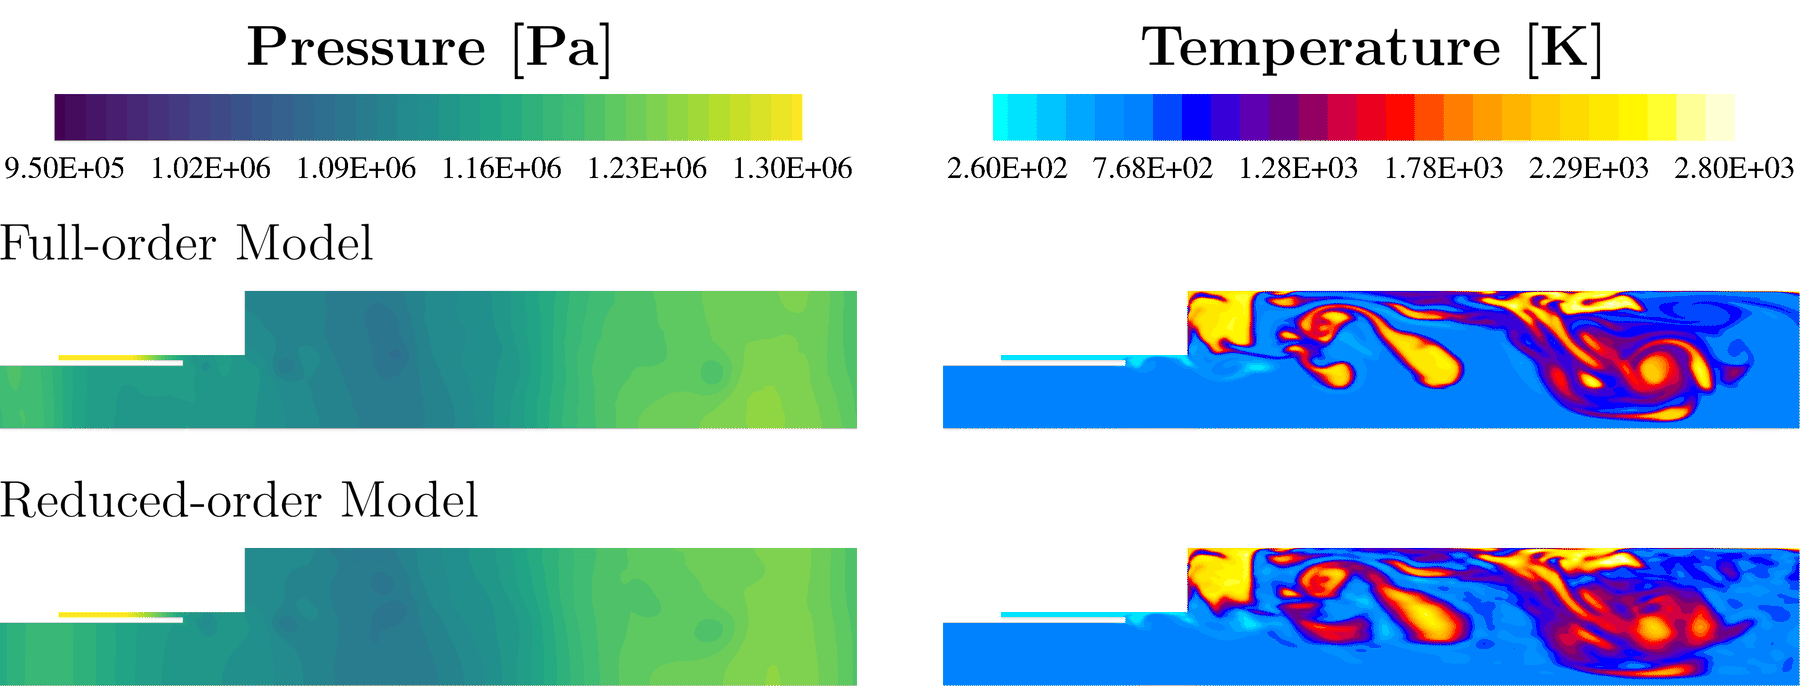 Pressure [Pa]
9.50E+05 1.02E+06 1.09E+06 1.16E+06 1.23E+06 1.30E+06
Temperature [K]
2.60E+02 7.68E+02 1.28E+03 1.78E+03 2.29E+03 2.80E+03
Full-order Model
Reduced-order Model